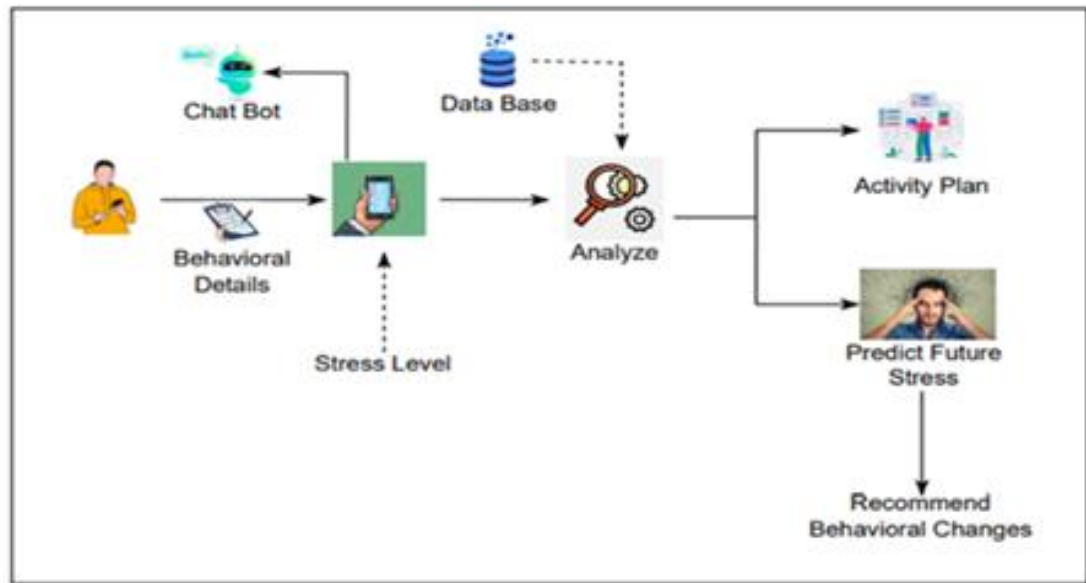 Chat Bot
Data Base
Activity Plan
Behavioral
Details
Analyze
Stress Level
Predict Future
Stress
Recommend
Behavioral Changes